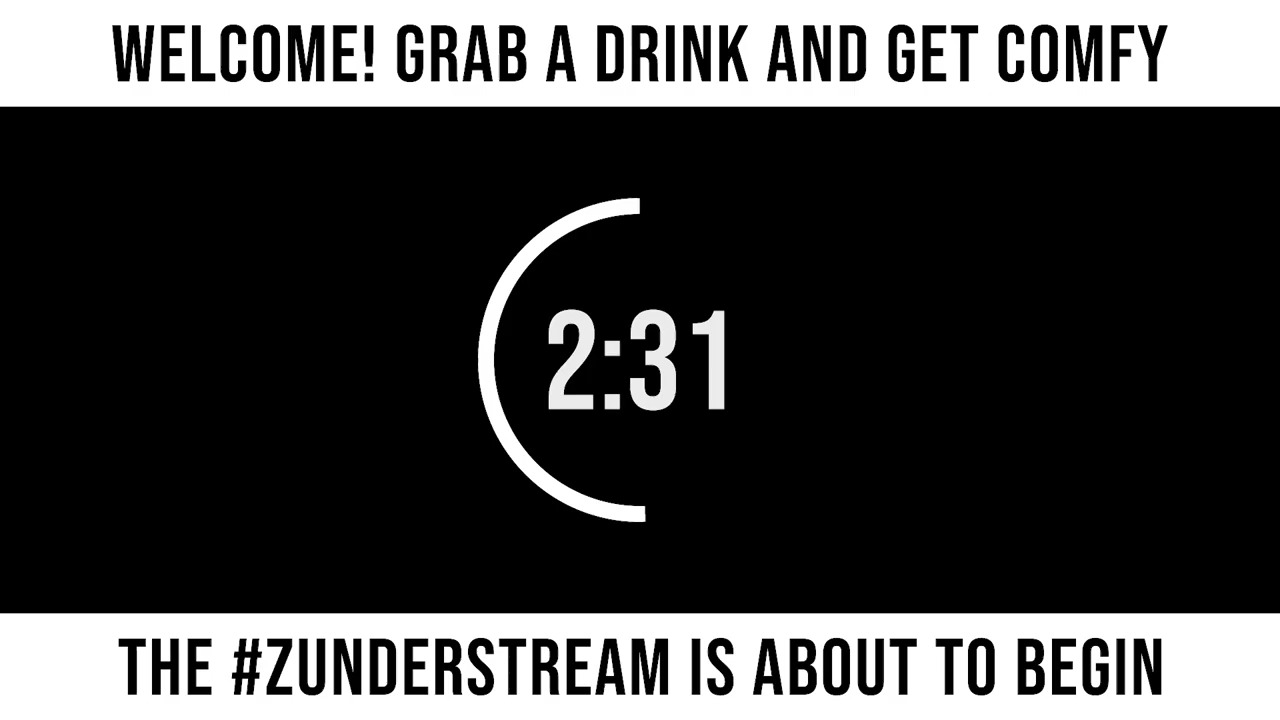 WELCOME! GRAB A DRINK AND GET COMFY
2:31
THE #ZUNDERSTREAM IS ABOUT TO BEGIN